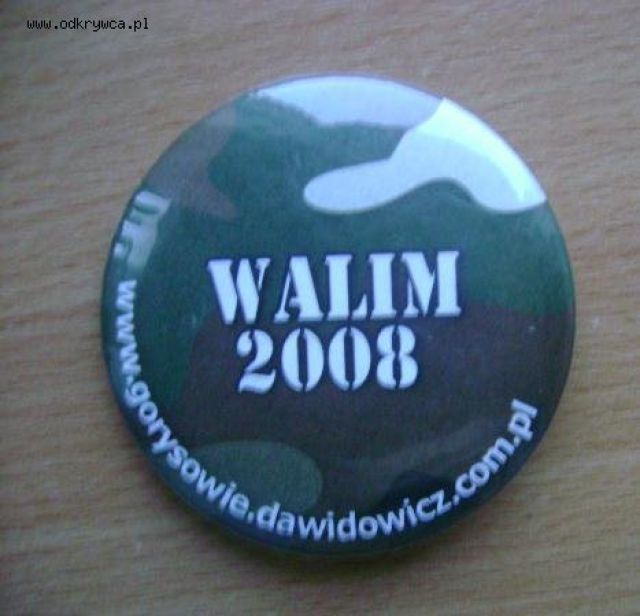 www.odkrywca.pl
WALIM
2008
www.gorysowie.dawidowicz.com.pl